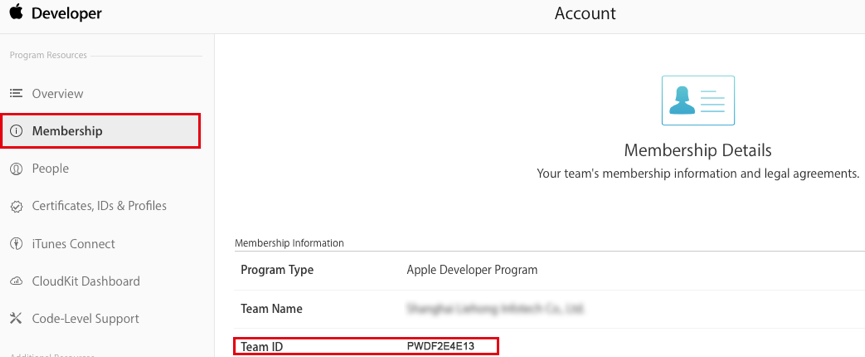 Developer
Account
Program Resources
Overview
Membership
People
Certificates, IDs & Profiles
iTunes Connect
CloudKit Dashboard
Code-Level Support
Membership Details
Your team's membership information and legal agreements.
Membership Information
Program Type Apple Developer Program
Team Name
Team ID PWDF2E4E13